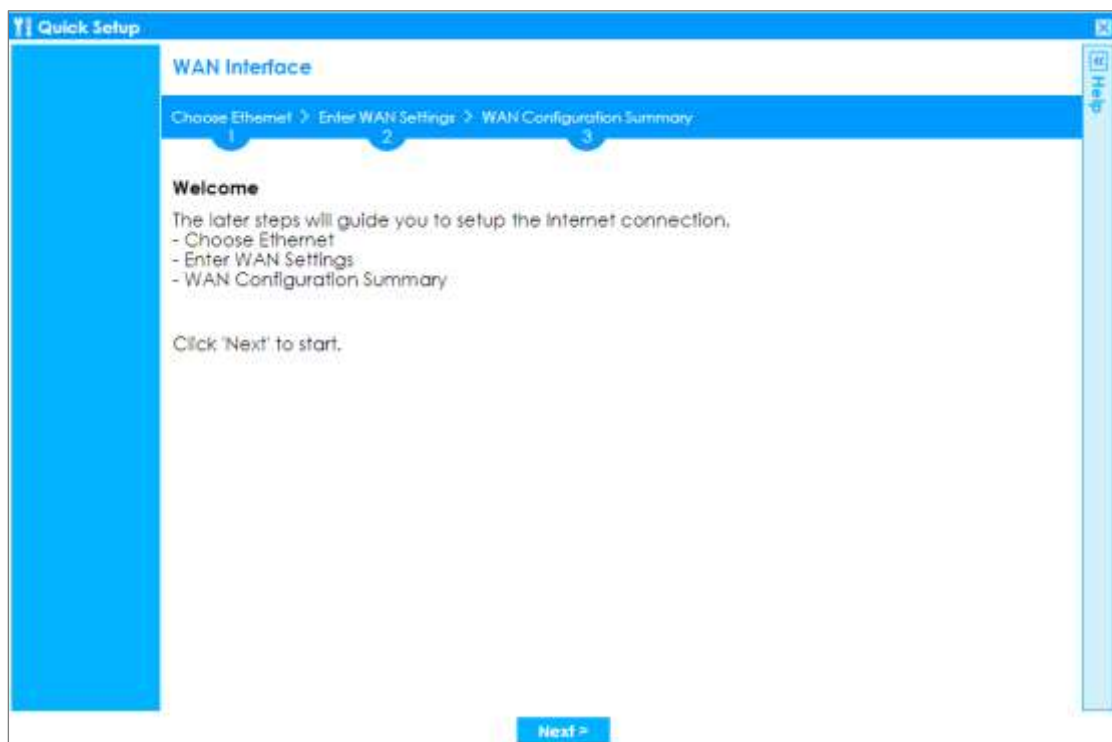 Quick Setup
WAN Interface
Help
Choose Ethernet > Enter WAN Settings > WAN Configuration Summary
1 2 3
Welcome
The later steps will guide you to setup the Internet connection.
- Choose Ethernet
- Enter WAN Settings
- WAN Configuration Summary
Click 'Next' to start.
Next >